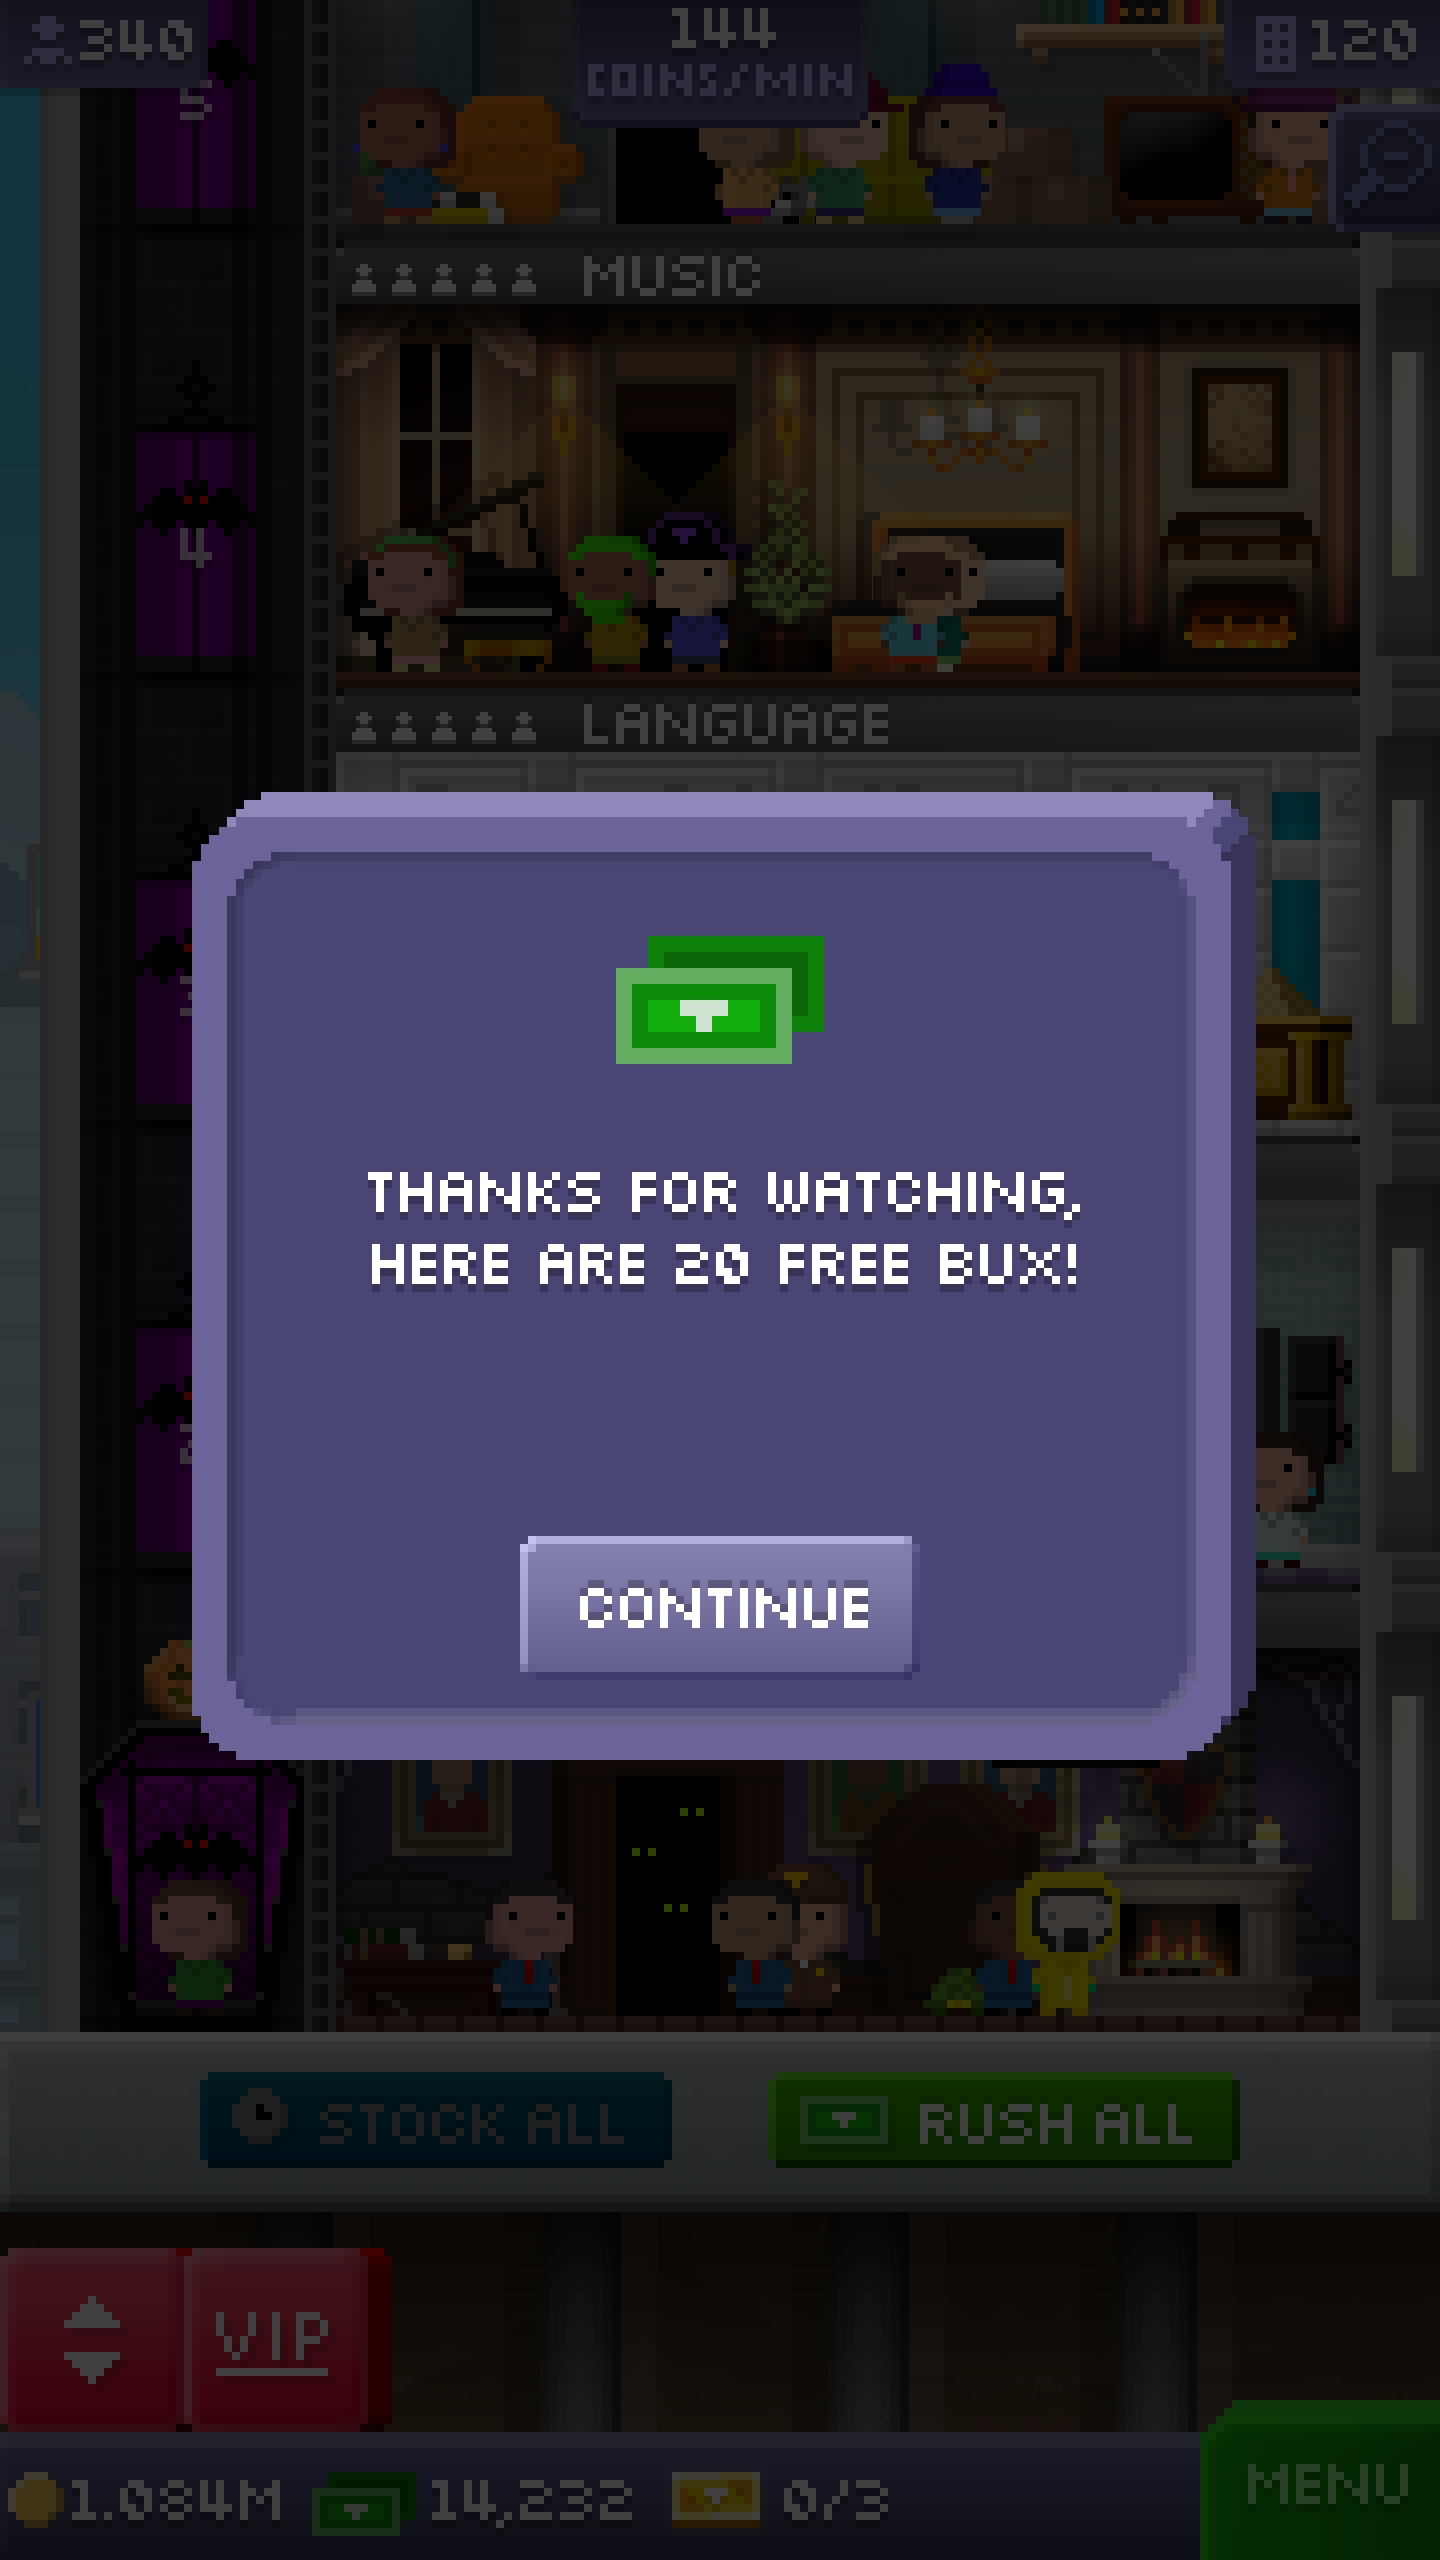 340
144
COINS/MIN
120
5
MUSIC
4
LANGUAGE
THANKS FOR WATCHING,
HERE ARE 20 FREE BUX!
CONTINUE
STOCK ALL
RUSH ALL
VIP
1.084M
14,232
0/3
MENU